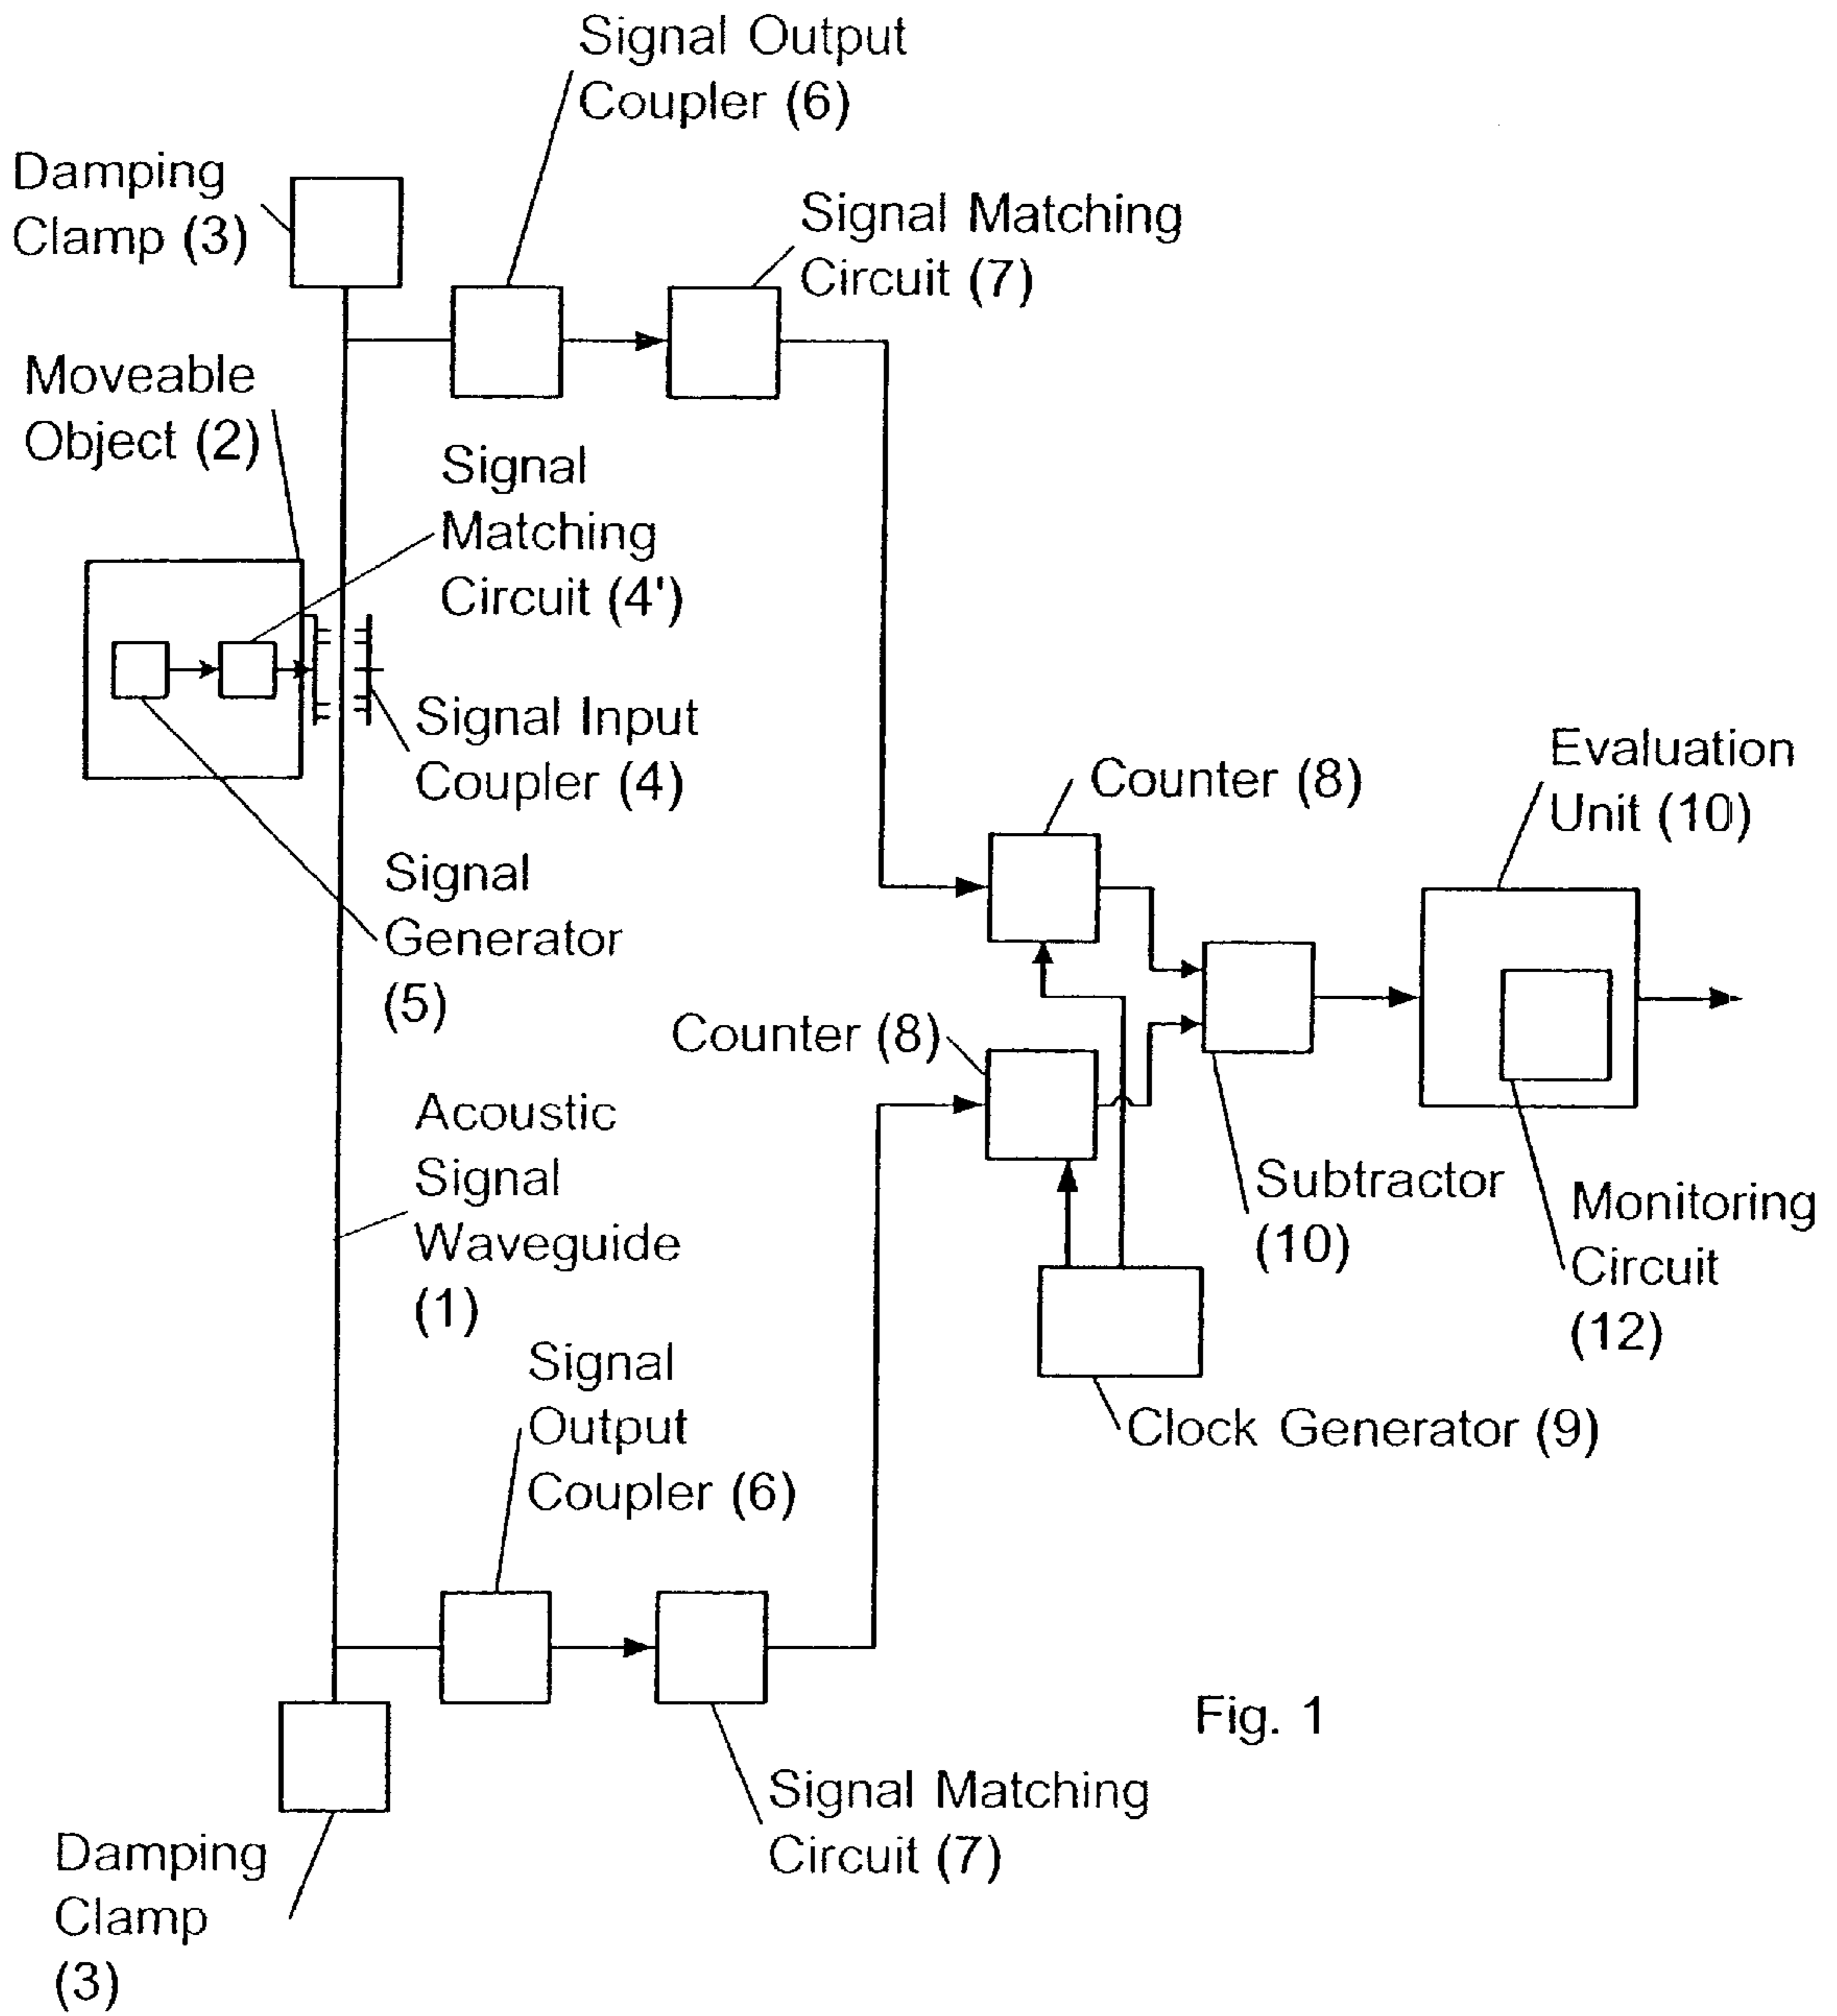 Signal Output
Coupler (6)
Damping
Clamp (3)
Signal Matching
Circuit (7)
Moveable
Object (2)
Signal
Matching
Circuit (4')
Signal Input
Coupler (4)
Evaluation
Unit (10)
Counter (8)
Signal
Generator
(5)
Counter (8)
Acoustic
Signal
Waveguide
(1)
Subtractor
(10)
Monitoring
Circuit
(12)
Signal
Output
Coupler (6)
Clock Generator (9)
Fig. 1
Signal Matching
Circuit (7)
Damping
Clamp
(3)